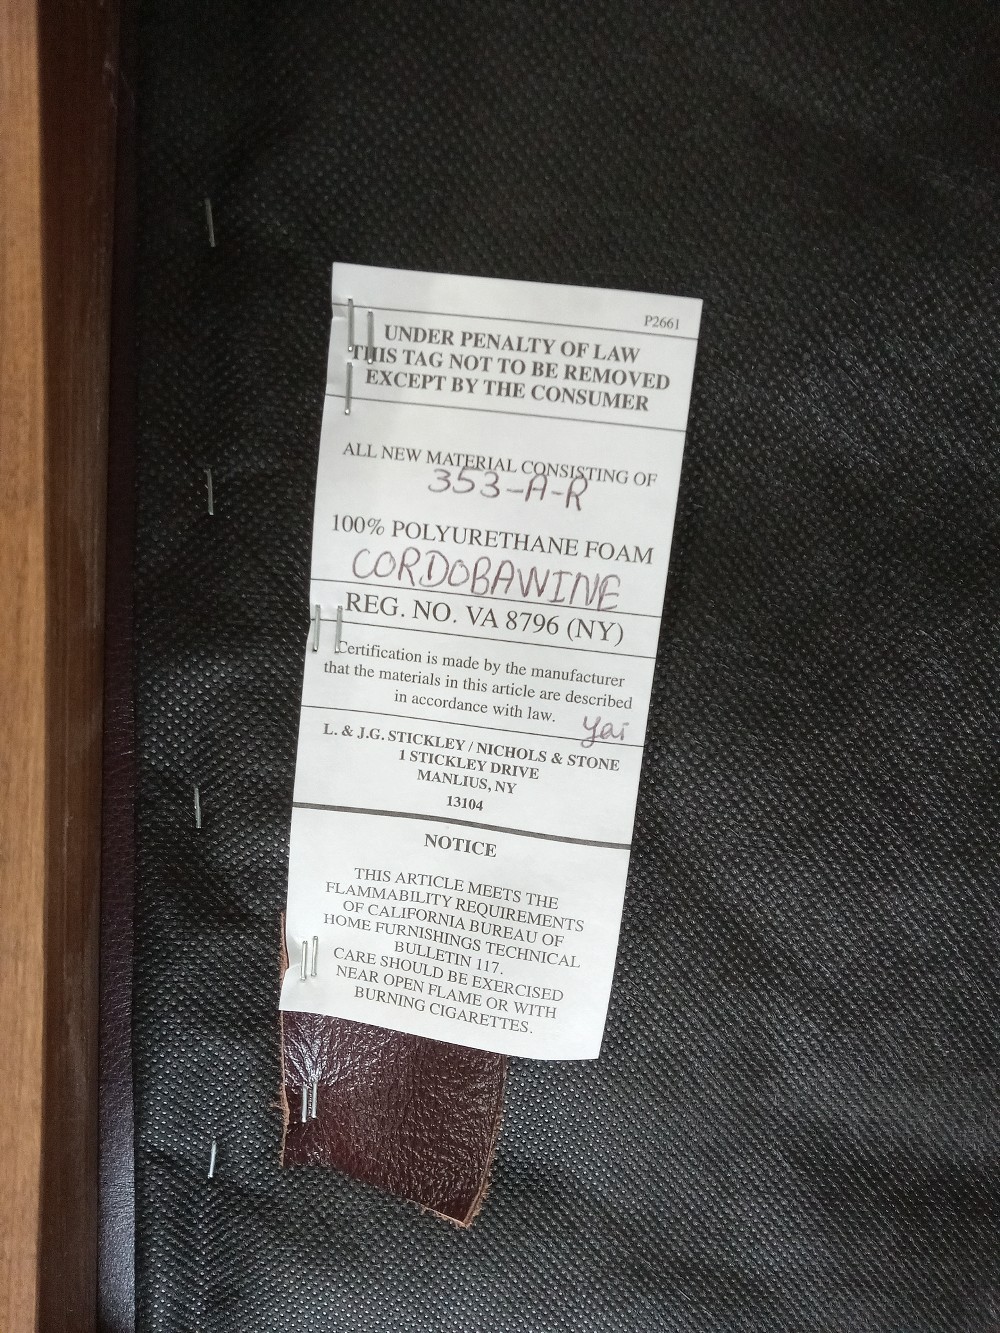 P2661
UNDER PENALTY OF LAW
THIS TAG NOT TO BE REMOVED
EXCEPT BY THE CONSUMER
ALL NEW MATERIAL CONSISTING OF
353-A-R
100% POLYURETHANE FOAM
CORDOBAWINE
REG. NO. VA 8796 (NY)
Certification is made by the manufacturer
that the materials in this article are described
in accordance with law.
yai
L. & J.G. STICKLEY / NICHOLS & STONE
1 STICKLEY DRIVE
MANLIUS, NY
13104
NOTICE
THIS ARTICLE MEETS THE
FLAMMABILITY REQUIREMENTS
OF CALIFORNIA BUREAU OF
HOME FURNISHINGS TECHNICAL
BULLETIN 117.
CARE SHOULD BE EXERCISED
NEAR OPEN FLAME OR WITH
BURNING CIGARETTES.